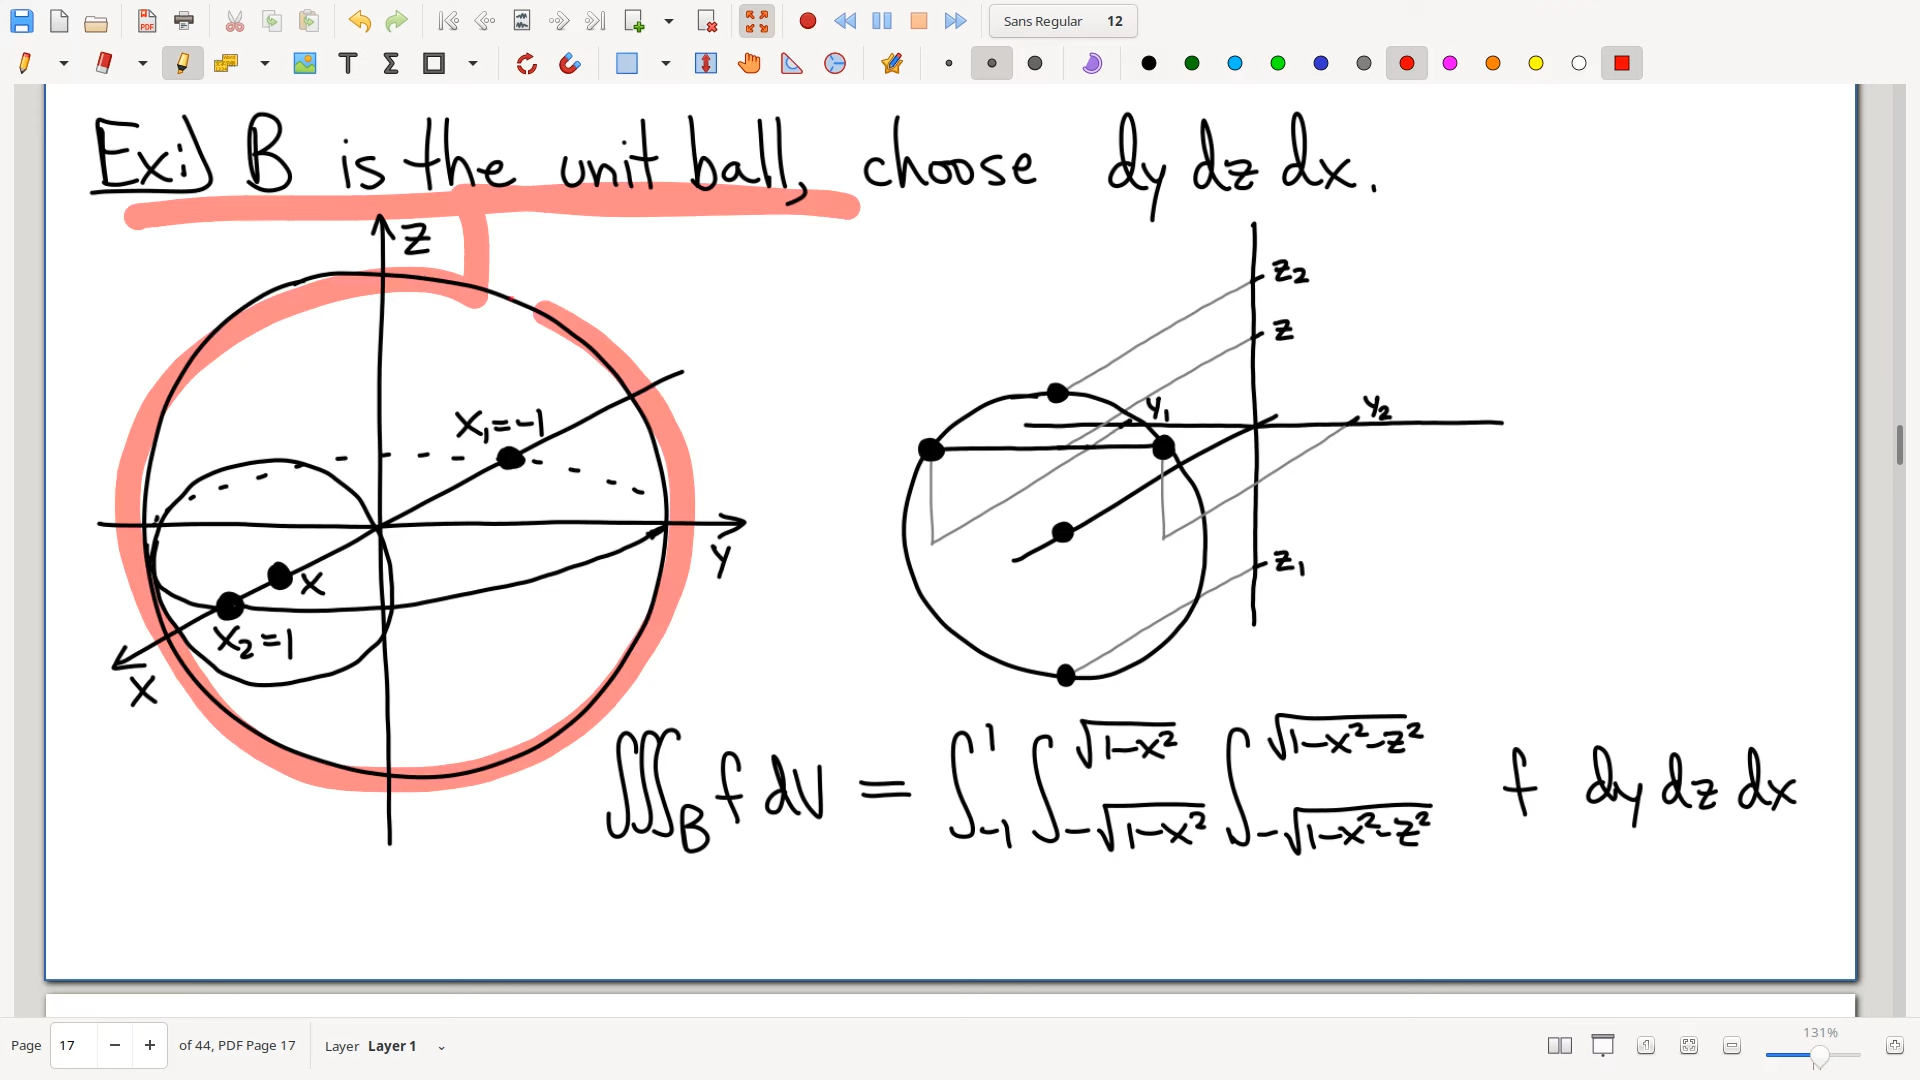 Sans Regular 12
Ex:) B is the unit ball, choose dy dz dx.
z
z₂
z
x₁=-1
y₁
y₂
y
x
x₂=1
z₁
x
∭_B f dV = ∫_{-1}^{1} ∫_{-√(1-x²)}^{√(1-x²)} ∫_{-√(1-x²-z²)}^{√(1-x²-z²)} f dy dz dx
Page 17 of 44, PDF Page 17 Layer Layer 1
131%